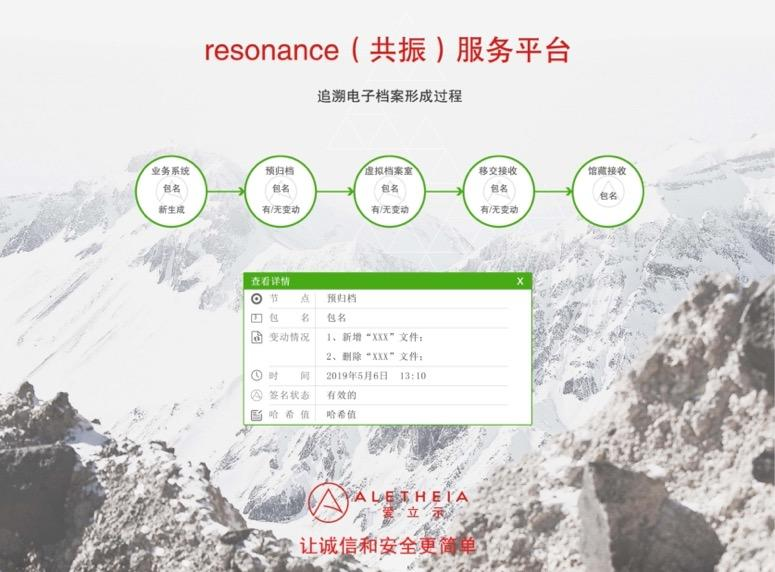 resonance（共振）服务平台
追溯电子档案形成过程
业务系统
包名
新生成
预归档
包名
有/无变动
虚拟档案室
包名
有/无变动
移交接收
包名
有/无变动
馆藏接收
包名
查看详情 X
节 点 预归档
包 名 包名
变动情况 1、新增“XXX”文件；
2、删除“XXX”文件；
时 间 2019年5月6日 13:10
签名状态 有效的
哈 希 值 哈希值
ALETHEIA
爱立示
让诚信和安全更简单